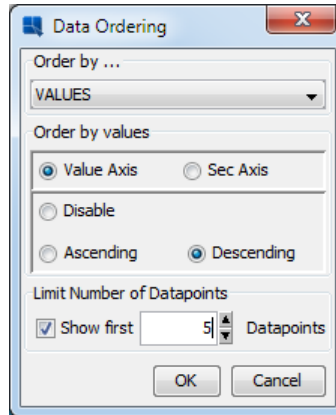 Data Ordering
Order by ...
VALUES
Order by values
Value Axis Sec Axis
Disable
Ascending Descending
Limit Number of Datapoints
Show first 5 Datapoints
OK Cancel